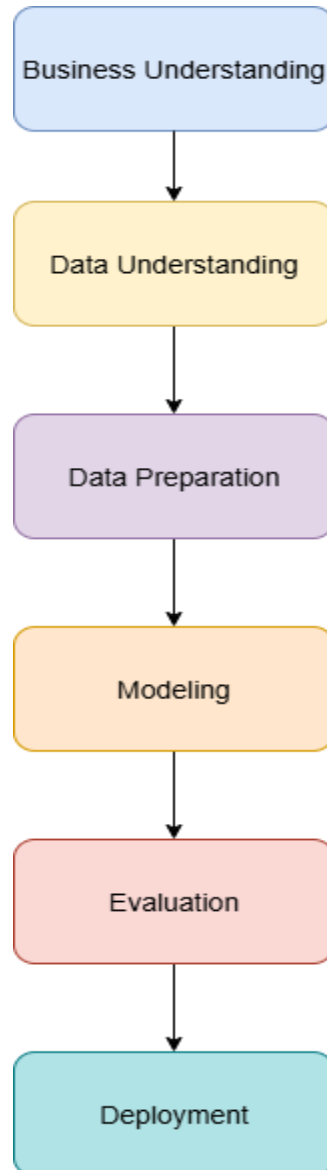 Business Understanding
Data Understanding
Data Preparation
Modeling
Evaluation
Deployment